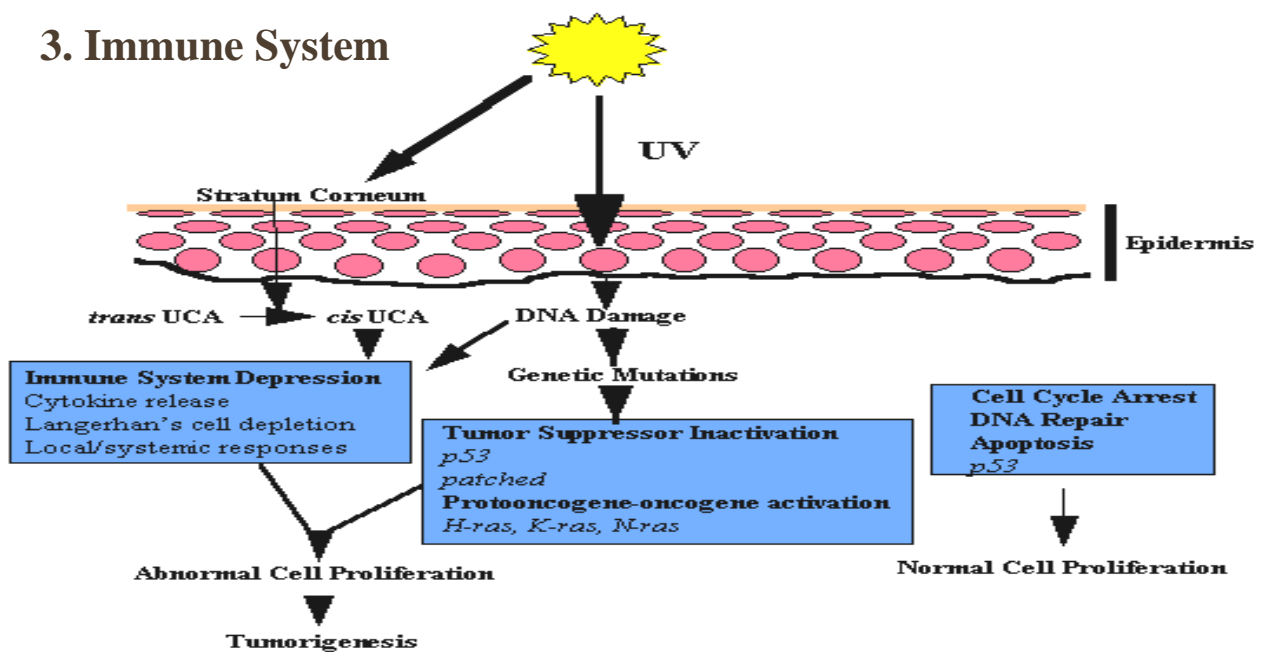 3. Immune System
UV
Stratum Corneum
Epidermis
trans UCA
cis UCA
DNA Damage
Genetic Mutations
Immune System Depression
Cytokine release
Langerhan's cell depletion
Local/systemic responses
Tumor Suppressor Inactivation
p53
patched
Protooncogene-oncogene activation
H-ras, K-ras, N-ras
Cell Cycle Arrest
DNA Repair
Apoptosis
p53
Abnormal Cell Proliferation
Normal Cell Proliferation
Tumorigenesis